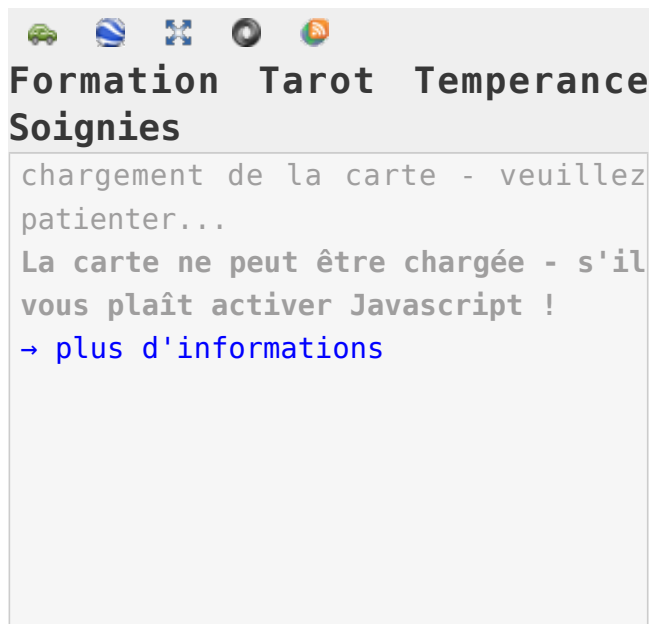 Formation Tarot Temperance
Soignies
chargement de la carte - veuillez
patienter...
La carte ne peut être chargée - s'il
vous plaît activer Javascript !
→ plus d'informations